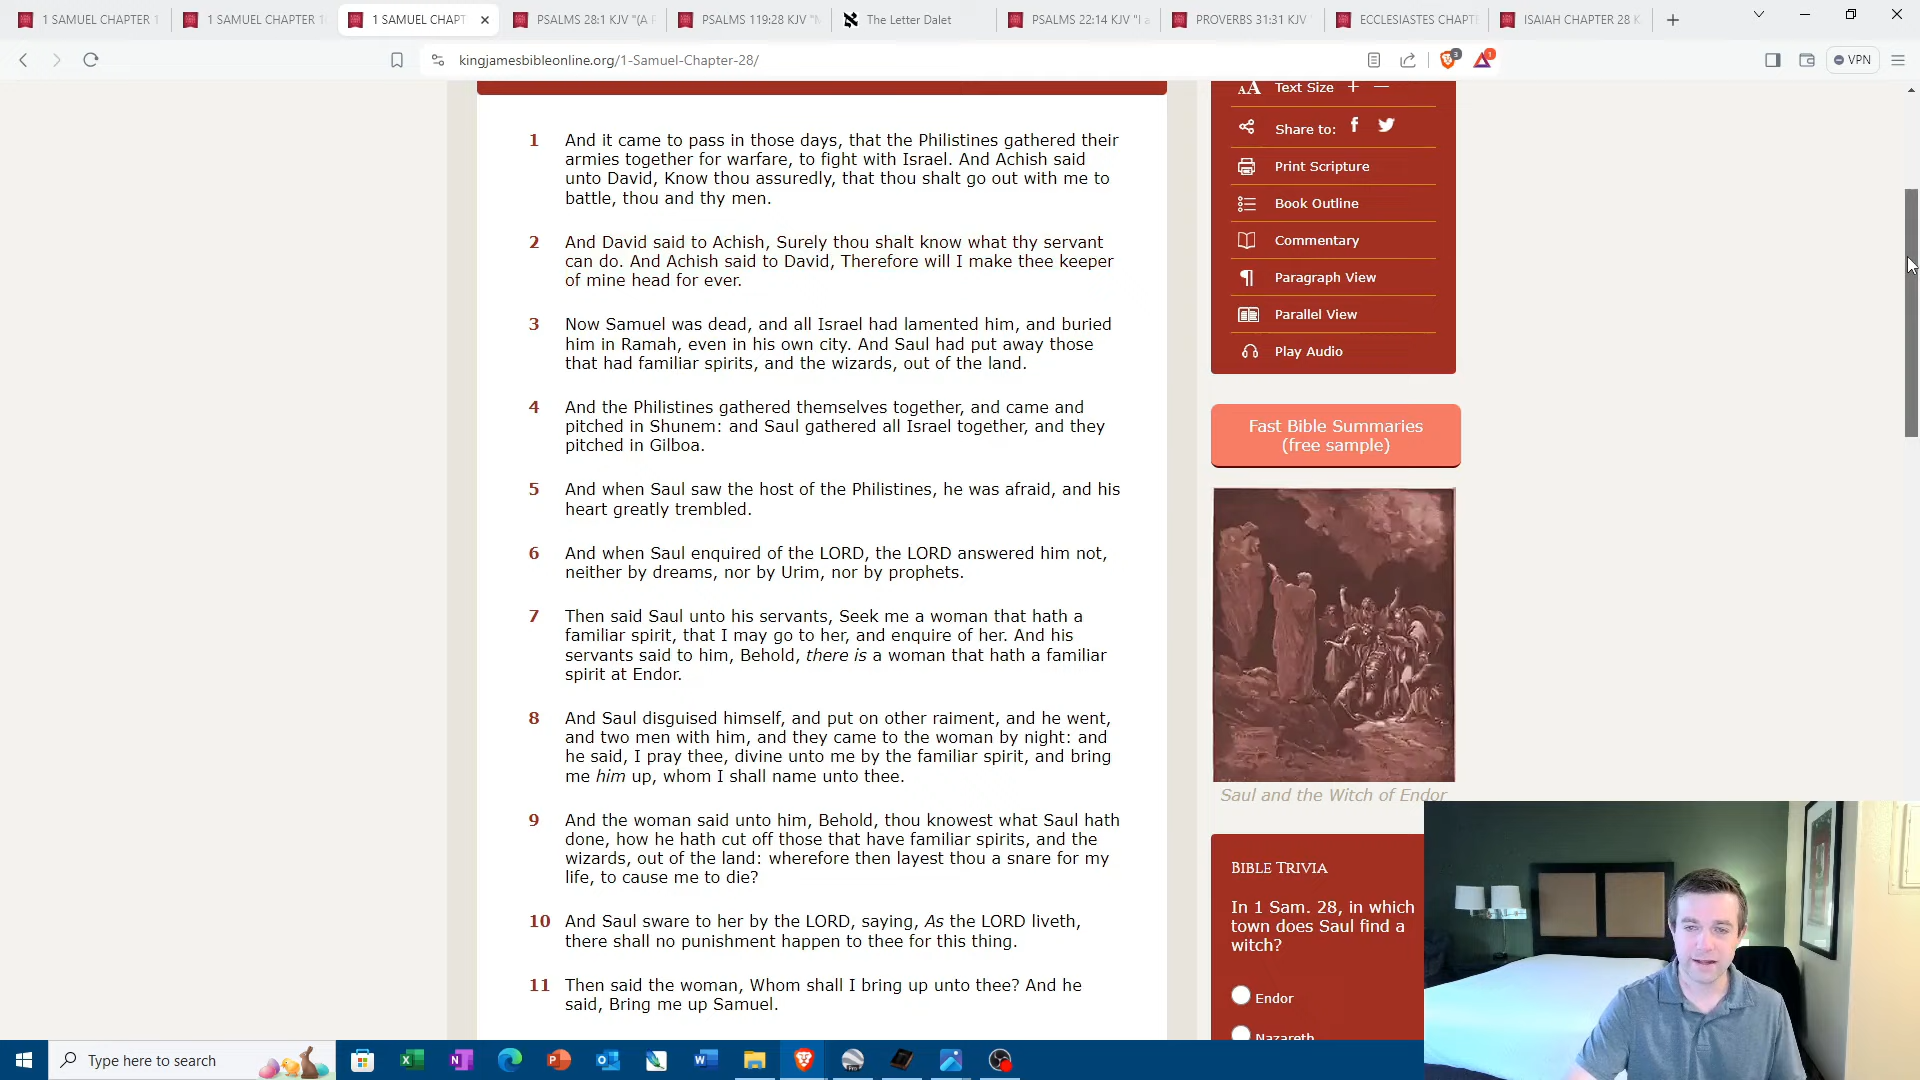 1 SAMUEL CHAPTER 1
1 SAMUEL CHAPTER 1
1 SAMUEL CHAPT
PSALMS 28:1 KJV "(A P
PSALMS 119:28 KJV "M
The Letter Dalet
PSALMS 22:14 KJV "I a
PROVERBS 31:31 KJV "
ECCLESIASTES CHAPTE
ISAIAH CHAPTER 28 K
kingjamesbibleonline.org/1-Samuel-Chapter-28/
3
1
VPN
1 And it came to pass in those days, that the Philistines gathered their
armies together for warfare, to fight with Israel. And Achish said
unto David, Know thou assuredly, that thou shalt go out with me to
battle, thou and thy men.
2 And David said to Achish, Surely thou shalt know what thy servant
can do. And Achish said to David, Therefore will I make thee keeper
of mine head for ever.
3 Now Samuel was dead, and all Israel had lamented him, and buried
him in Ramah, even in his own city. And Saul had put away those
that had familiar spirits, and the wizards, out of the land.
4 And the Philistines gathered themselves together, and came and
pitched in Shunem: and Saul gathered all Israel together, and they
pitched in Gilboa.
5 And when Saul saw the host of the Philistines, he was afraid, and his
heart greatly trembled.
6 And when Saul enquired of the LORD, the LORD answered him not,
neither by dreams, nor by Urim, nor by prophets.
7 Then said Saul unto his servants, Seek me a woman that hath a
familiar spirit, that I may go to her, and enquire of her. And his
servants said to him, Behold, there is a woman that hath a familiar
spirit at Endor.
8 And Saul disguised himself, and put on other raiment, and he went,
and two men with him, and they came to the woman by night: and
he said, I pray thee, divine unto me by the familiar spirit, and bring
me him up, whom I shall name unto thee.
9 And the woman said unto him, Behold, thou knowest what Saul hath
done, how he hath cut off those that have familiar spirits, and the
wizards, out of the land: wherefore then layest thou a snare for my
life, to cause me to die?
10 And Saul sware to her by the LORD, saying, As the LORD liveth,
there shall no punishment happen to thee for this thing.
11 Then said the woman, Whom shall I bring up unto thee? And he
said, Bring me up Samuel.
AA Text Size + −
Share to:
Print Scripture
Book Outline
Commentary
¶ Paragraph View
Parallel View
Play Audio
Fast Bible Summaries
(free sample)
Saul and the Witch of Endor
BIBLE TRIVIA
In 1 Sam. 28, in which
town does Saul find a
witch?
Endor
Nazareth
Type here to search